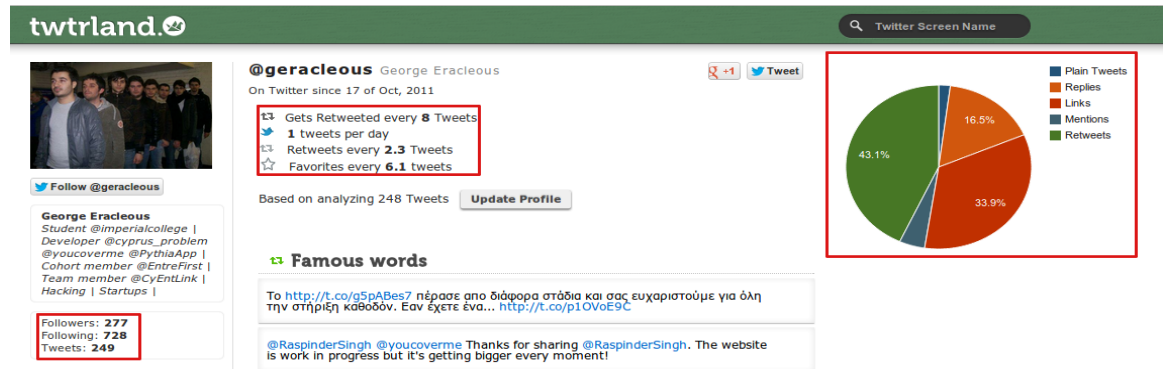 twtrland.
Twitter Screen Name
@geracleous George Eracleous
On Twitter since 17 of Oct, 2011
+1
Tweet
Gets Retweeted every 8 Tweets
1 tweets per day
Retweets every 2.3 Tweets
Favorites every 6.1 tweets
Based on analyzing 248 Tweets
Update Profile
Follow @geracleous
George Eracleous
Student @imperialcollege |
Developer @cyprus_problem
@youcoverme @PythiaApp |
Cohort member @EntreFirst |
Team member @CyEntLink |
Hacking | Startups |
Followers: 277
Following: 728
Tweets: 249
Famous words
Το http://t.co/g5pABes7 πέρασε απο διάφορα στάδια και σας ευχαριστούμε για όλη
την στήριξη καθοδόν. Εαν έχετε ένα... http://t.co/p1OVoE9C
@RaspinderSingh @youcoverme Thanks for sharing @RaspinderSingh. The website
is work in progress but it's getting bigger every moment!
Plain Tweets
Replies
Links
Mentions
Retweets
16.5%
43.1%
33.9%